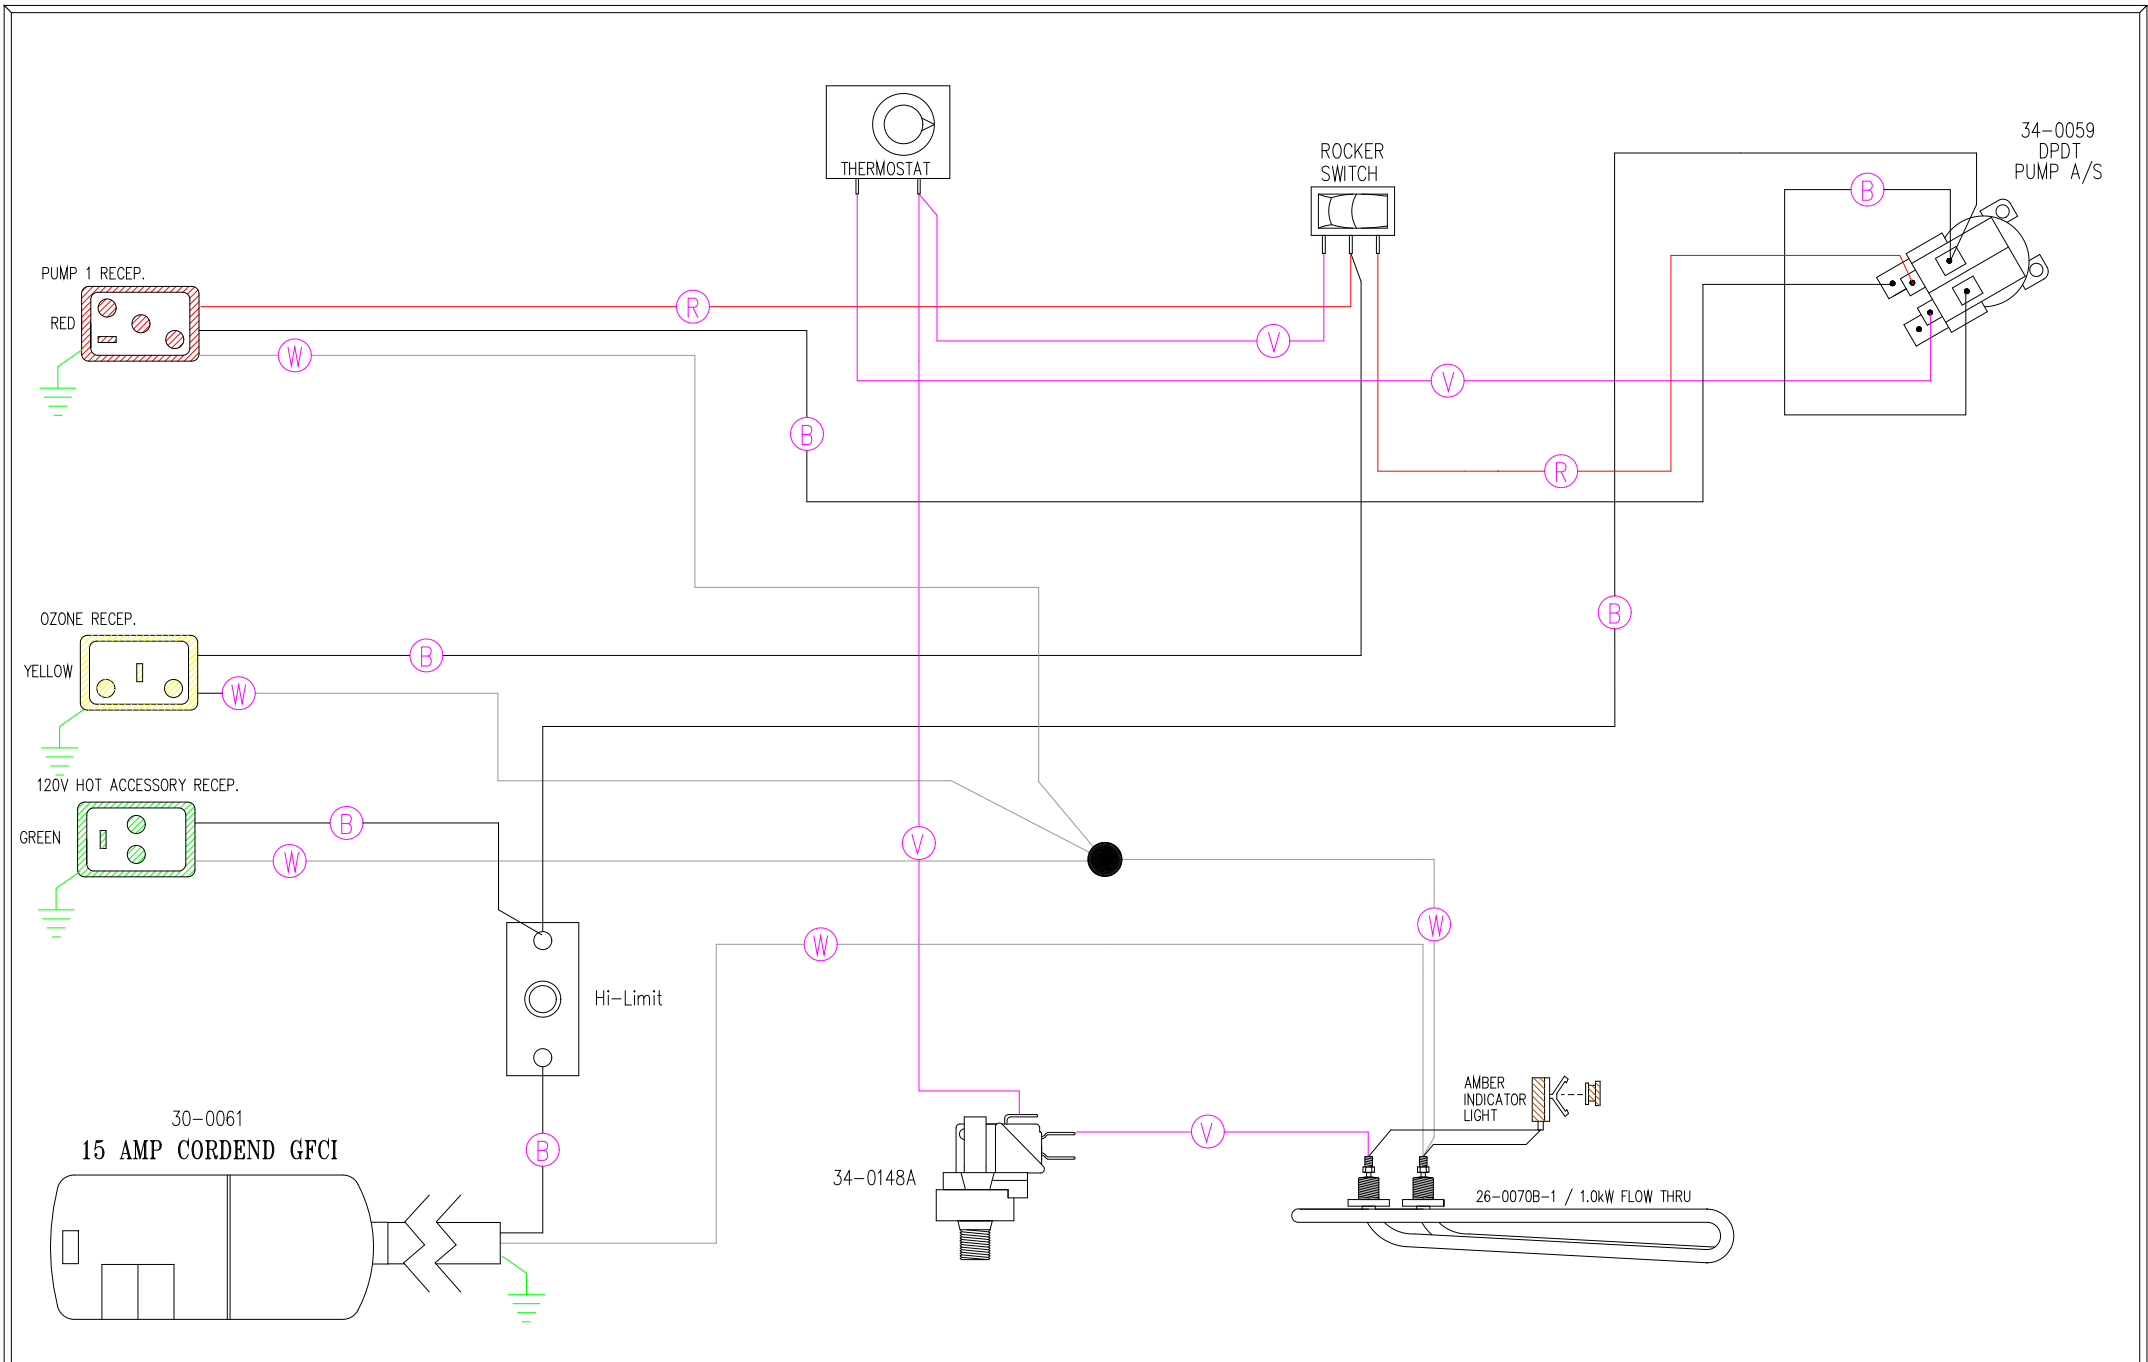 34-0059
DPDT
PUMP A/S
ROCKER
SWITCH
THERMOSTAT
B
PUMP 1 RECEP.
RED
R
W
V
V
B
R
OZONE RECEP.
YELLOW
B
W
B
120V HOT ACCESSORY RECEP.
GREEN
B
W
V
W
W
Hi-Limit
AMBER
INDICATOR
LIGHT
30-0061
15 AMP CORDEND GFCI
B
V
34-0148A
26-0070B-1 / 1.0kW FLOW THRU